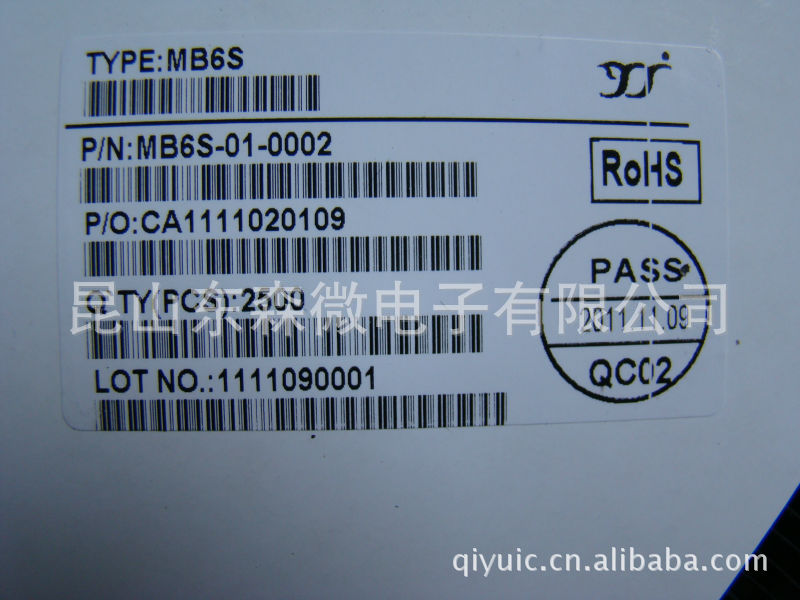 TYPE:MB6S
P/N:MB6S-01-0002
RoHS
P/O:CA1111020109
PASS
Q'TY(PCS):2500
昆山东森微电子有限公司
2011.11.09
QC02
LOT NO.:1111090001
qiyuic.cn.alibaba.com